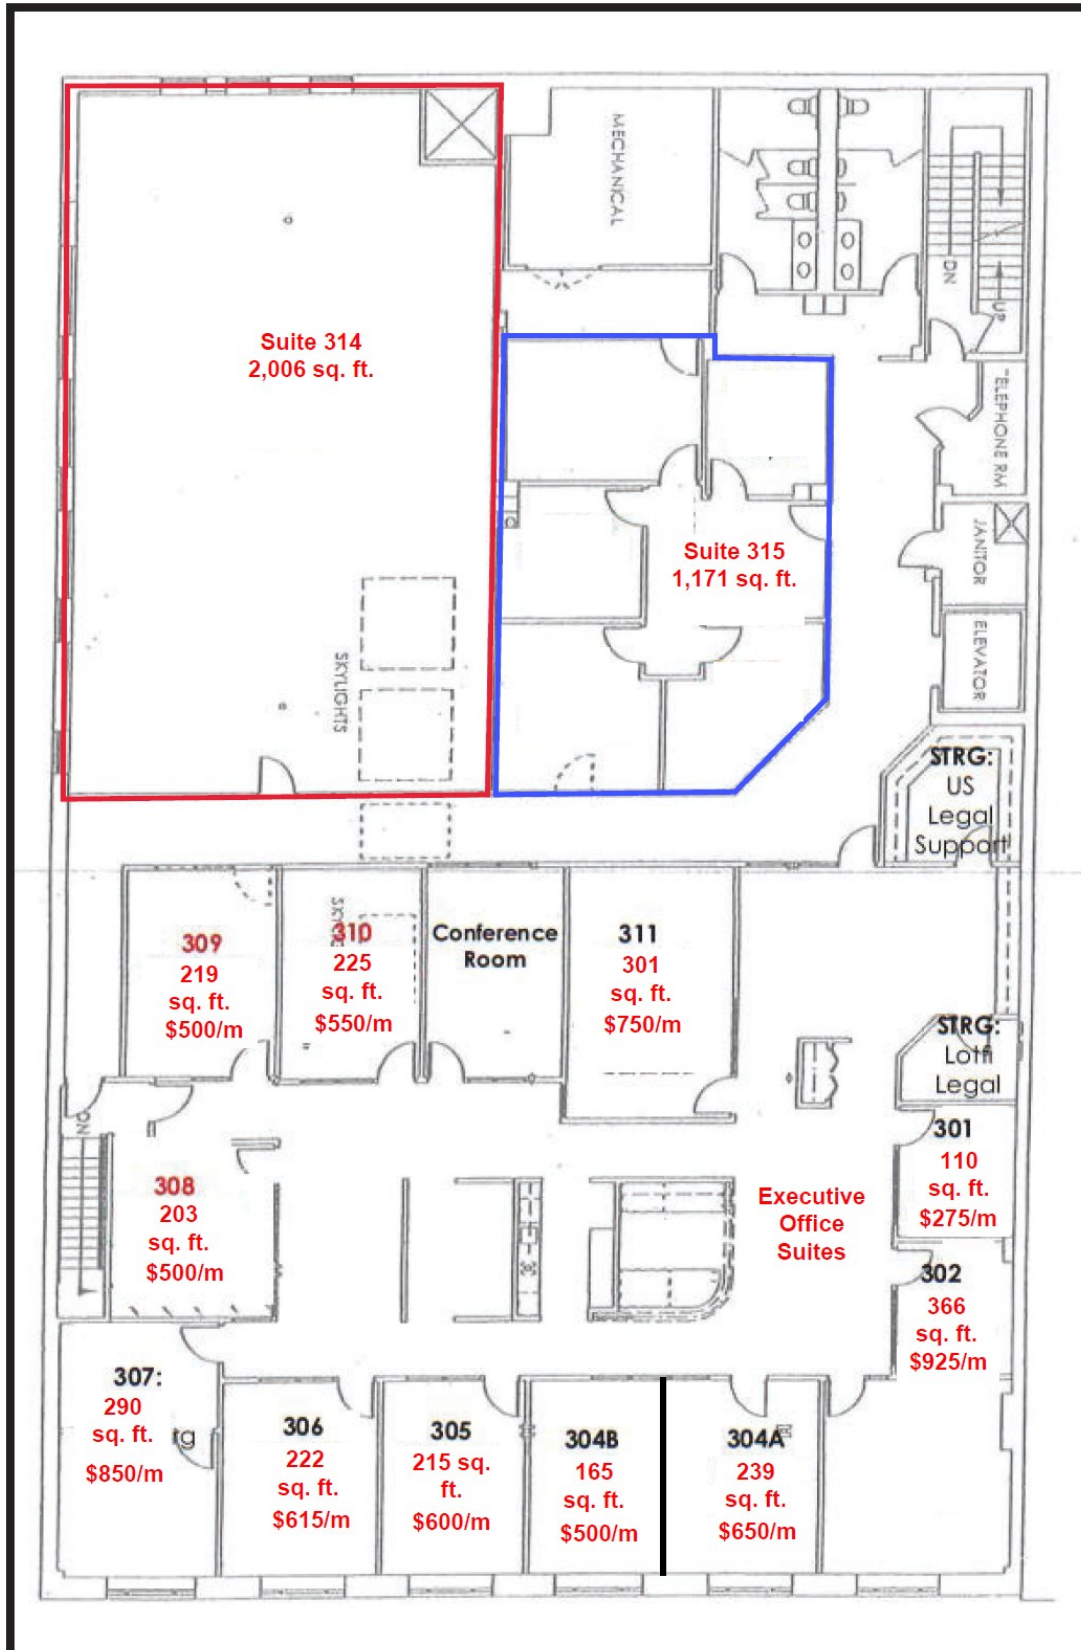 MECHANICAL
DN
UP
Suite 314
2,006 sq. ft.
TELEPHONE RM
Suite 315
1,171 sq. ft.
JANITOR
ELEVATOR
SKYLIGHTS
STRG:
US
Legal
Support
309
219
sq. ft.
$500/m
310
225
sq. ft.
$550/m
Conference
Room
311
301
sq. ft.
$750/m
STRG:
Lotfi
Legal
DN
301
110
sq. ft.
$275/m
308
203
sq. ft.
$500/m
Executive
Office
Suites
302
366
sq. ft.
$925/m
307:
290
sq. ft.
rg
$850/m
306
222
sq. ft.
$615/m
305
215 sq.
ft.
$600/m
304B
165
sq. ft.
$500/m
304A
239
sq. ft.
$650/m